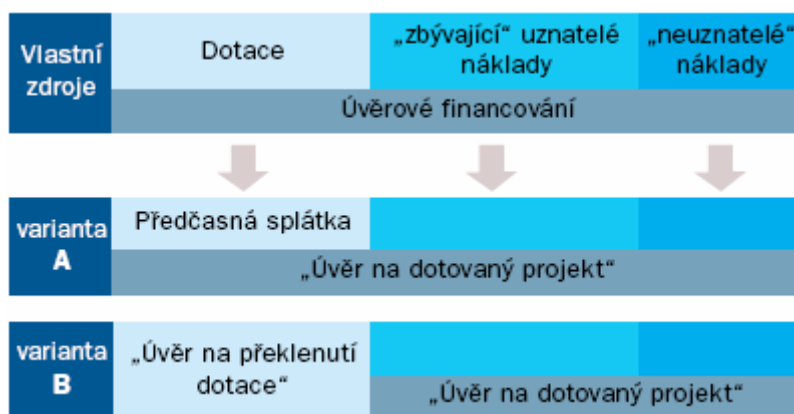 Vlastní
zdroje
Dotace
„zbývající“ uznatelé
náklady
„neuznatelé“
náklady
Úvěrové financování
varianta
A
Předčasná splátka
„Úvěr na dotovaný projekt“
varianta
B
„Úvěr na překlenutí
dotace“
„Úvěr na dotovaný projekt“